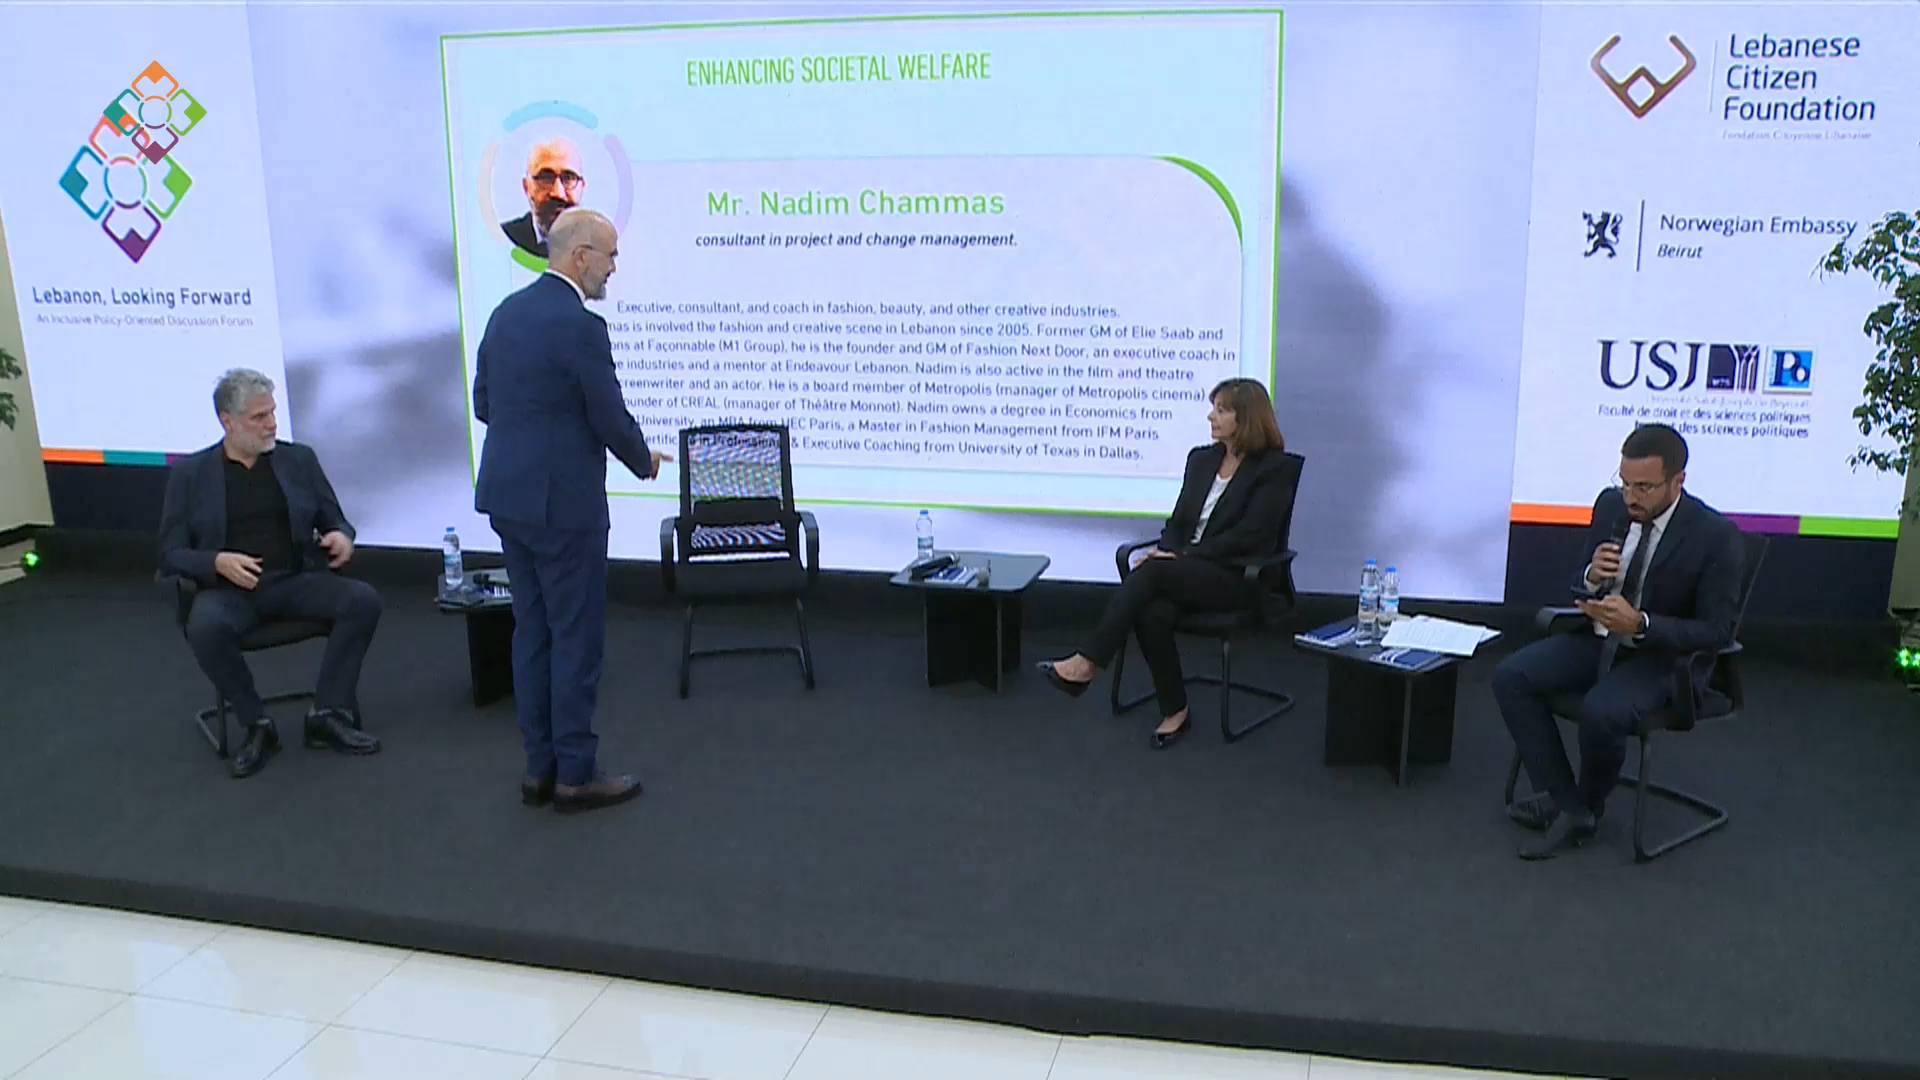 Lebanon, Looking Forward
An Inclusive Policy-Oriented Discussion Forum
ENHANCING SOCIETAL WELFARE
Mr. Nadim Chammas
consultant in project and change management.
Executive, consultant, and coach in fashion, beauty, and other creative industries.
is involved the fashion and creative scene in Lebanon since 2005. Former GM of Elie Saab and
at Façonnable (M1 Group), he is the founder and GM of Fashion Next Door, an executive coach in
industries and a mentor at Endeavour Lebanon. Nadim is also active in the film and theatre
and an actor. He is a board member of Metropolis (manager of Metropolis cinema)
of CREAL (manager of Théâtre Monnot). Nadim owns a degree in Economics from
University, an MBA from HEC Paris, a Master in Fashion Management from IFM Paris
& Executive Coaching from University of Texas in Dallas.
Lebanese
Citizen
Foundation
Fondation Citoyenne Libanaise
Norwegian Embassy
Beirut
USJ
Po
Faculté de droit et des sciences politiques
des sciences politiques